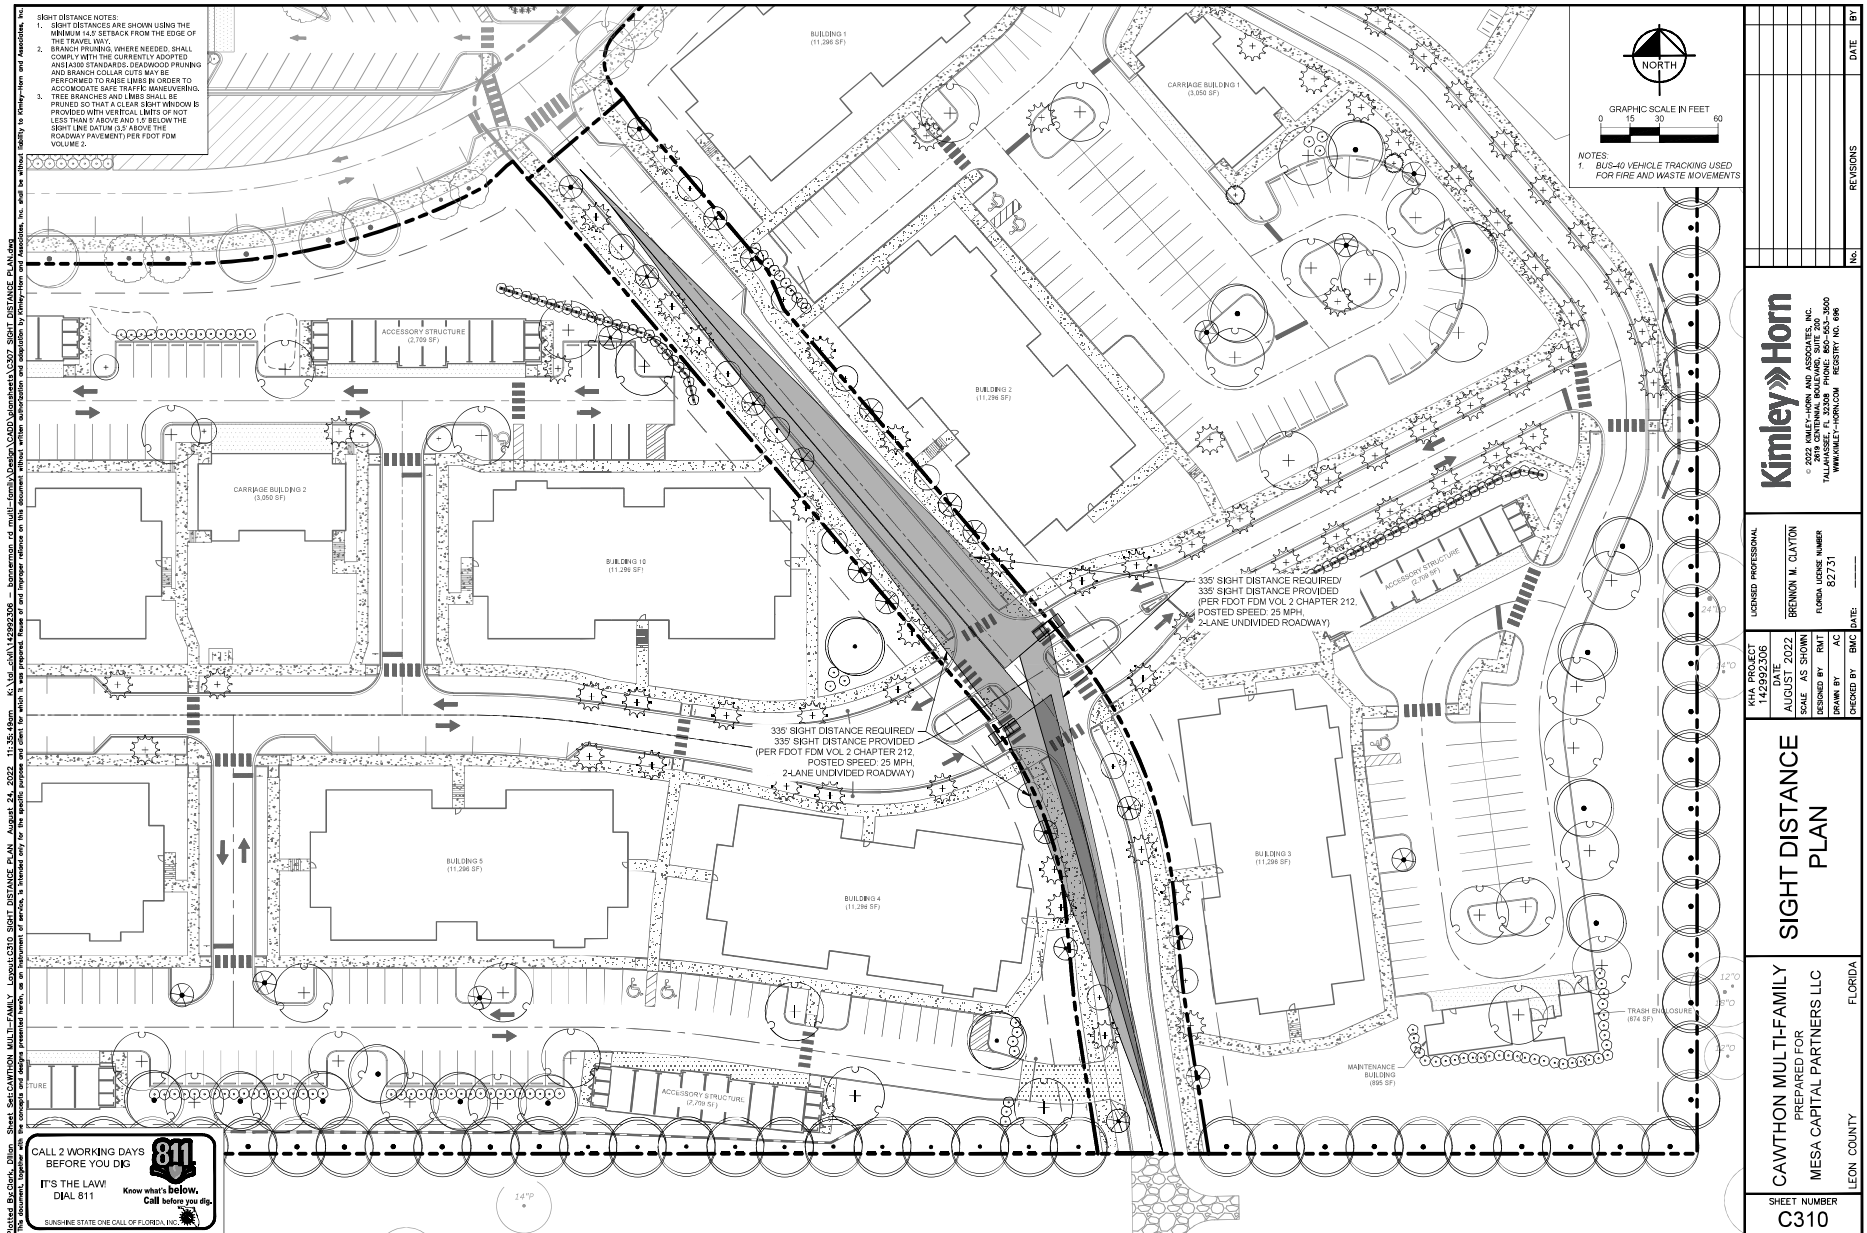 SIGHT DISTANCE NOTES:
1. SIGHT DISTANCES ARE SHOWN USING THE
MINIMUM 14.5' SETBACK FROM THE EDGE OF
THE TRAVEL WAY.
2. BRANCH PRUNING, WHERE NEEDED, SHALL
COMPLY WITH THE CURRENTLY ADOPTED
ANSI A300 STANDARDS. DEADWOOD PRUNING
AND BRANCH COLLAR CUTS MAY BE
PERFORMED TO RAISE LIMBS IN ORDER TO
ACCOMODATE SAFE TRAFFIC MANEUVERING.
3. TREE BRANCHES AND LIMBS SHALL BE
PRUNED SO THAT A CLEAR SIGHT WINDOW IS
PROVIDED WITH VERITCAL LIMITS OF NOT
LESS THAN 5' ABOVE AND 1.5' BELOW THE
SIGHT LINE DATUM (3.5' ABOVE THE
ROADWAY PAVEMENT) PER FDOT FDM
VOLUME 2.
BUILDING 1
(11,296 SF)
CARRIAGE BUILDING 1
(3,050 SF)
NORTH
GRAPHIC SCALE IN FEET
0 15 30 60
NOTES:
1. BUS-40 VEHICLE TRACKING USED
FOR FIRE AND WASTE MOVEMENTS
ACCESSORY STRUCTURE
(2,709 SF)
BUILDING 2
(11,296 SF)
CARRIAGE BUILDING 2
(3,050 SF)
BUILDING 10
(11,296 SF)
ACCESSORY STRUCTURE
(2,709 SF)
335' SIGHT DISTANCE REQUIRED/
335' SIGHT DISTANCE PROVIDED
(PER FDOT FDM VOL 2 CHAPTER 212,
POSTED SPEED: 25 MPH,
2-LANE UNDIVIDED ROADWAY)
335' SIGHT DISTANCE REQUIRED/
335' SIGHT DISTANCE PROVIDED
(PER FDOT FDM VOL 2 CHAPTER 212,
POSTED SPEED: 25 MPH,
2-LANE UNDIVIDED ROADWAY)
BUILDING 5
(11,296 SF)
BUILDING 4
(11,296 SF)
BUILDING 3
(11,296 SF)
TRASH ENCLOSURE
(674 SF)
MAINTENANCE
BUILDING
(895 SF)
ACCESSORY STRUCTURE
(2,709 SF)
14"P
CALL 2 WORKING DAYS
BEFORE YOU DIG
IT'S THE LAW!
DIAL 811
811
Know what's below.
Call before you dig.
SUNSHINE STATE ONE CALL OF FLORIDA, INC.
No. REVISIONS DATE BY
Kimley»Horn
© 2022 KIMLEY-HORN AND ASSOCIATES, INC.
2619 CENTENNIAL BOULEVARD, SUITE 200
TALLAHASSEE, FL 32308 PHONE: 850-553-3500
WWW.KIMLEY-HORN.COM REGISTRY NO. 696
LICENSED PROFESSIONAL
BRENNON M. CLAYTON
FLORIDA LICENSE NUMBER
82731
DATE:
KHA PROJECT
142992306
DATE
AUGUST 2022
SCALE AS SHOWN
DESIGNED BY RMT
DRAWN BY AC
CHECKED BY BMC
SIGHT DISTANCE
PLAN
CAWTHON MULTI-FAMILY
PREPARED FOR
MESA CAPITAL PARTNERS LLC
LEON COUNTY FLORIDA
SHEET NUMBER
C310